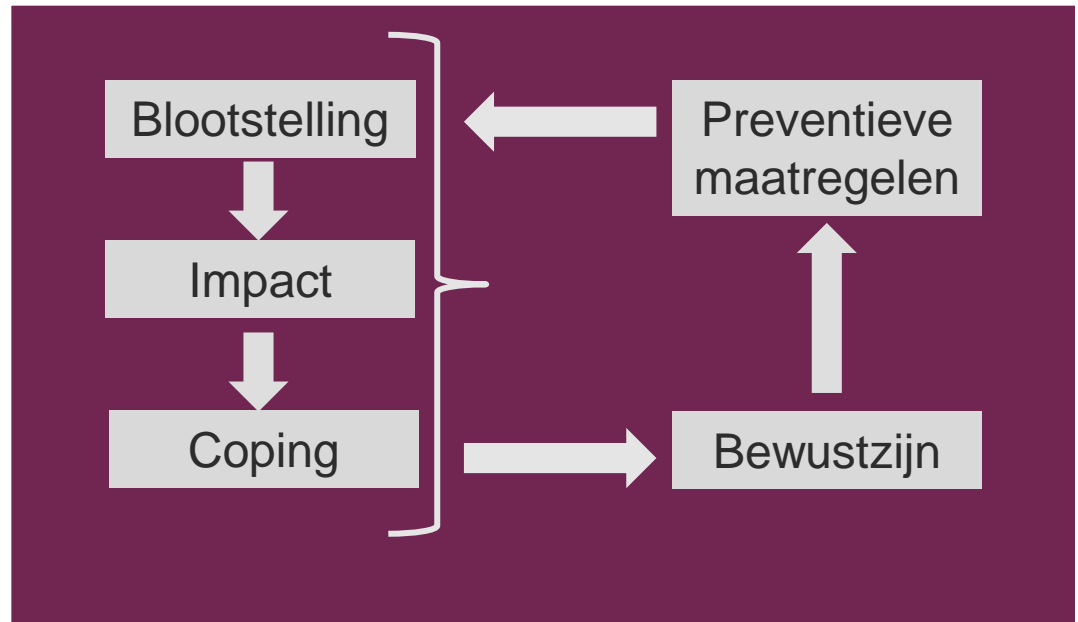 Blootstelling
Impact
Coping
Preventieve
maatregelen
Bewustzijn